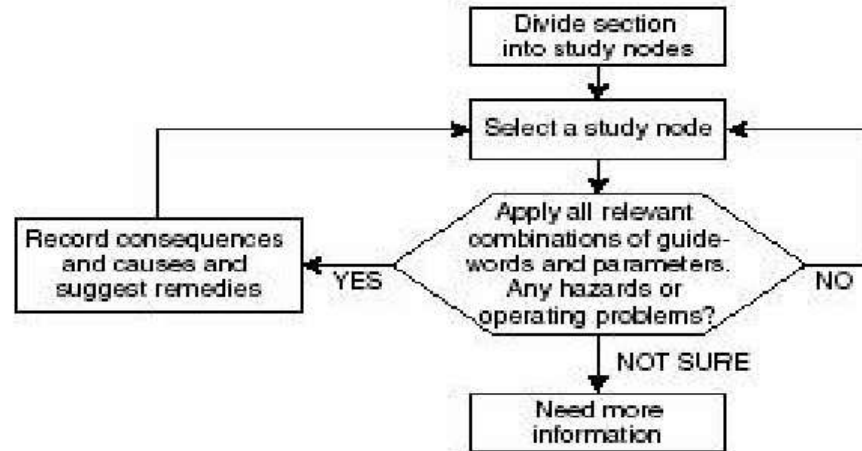 Divide section
into study nodes
Select a study node
Apply all relevant
combinations of guide-
words and parameters.
Any hazards or
operating problems?
Record consequences
and causes and
suggest remedies
YES
NO
NOT SURE
Need more
information